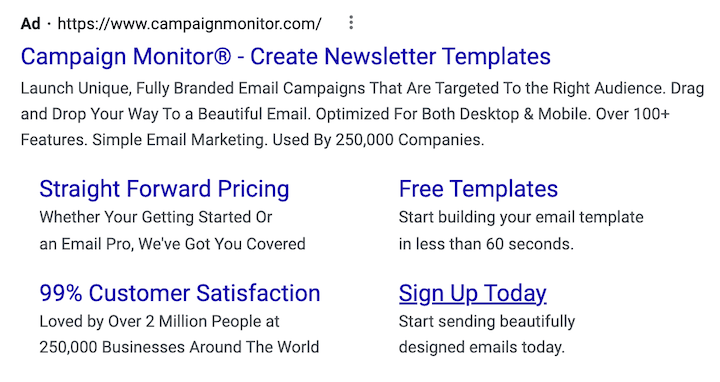 Ad · https://www.campaignmonitor.com/
Campaign Monitor® - Create Newsletter Templates
Launch Unique, Fully Branded Email Campaigns That Are Targeted To the Right Audience. Drag
and Drop Your Way To a Beautiful Email. Optimized For Both Desktop & Mobile. Over 100+
Features. Simple Email Marketing. Used By 250,000 Companies.
Straight Forward Pricing
Whether Your Getting Started Or
an Email Pro, We've Got You Covered
Free Templates
Start building your email template
in less than 60 seconds.
99% Customer Satisfaction
Loved by Over 2 Million People at
250,000 Businesses Around The World
Sign Up Today
Start sending beautifully
designed emails today.